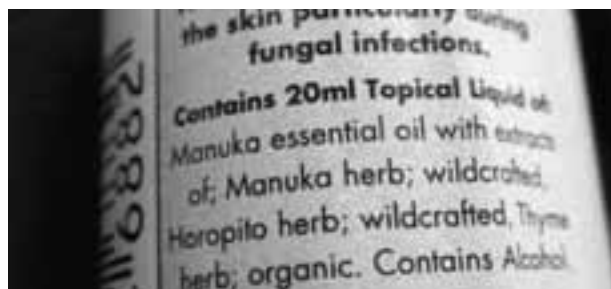 the skin particularly during
fungal infections.
Contains 20ml Topical Liquid of:
Manuka essential oil with extracts
of; Manuka herb; wildcrafted,
Horopito herb; wildcrafted, Thyme
herb; organic. Contains Alcohol.